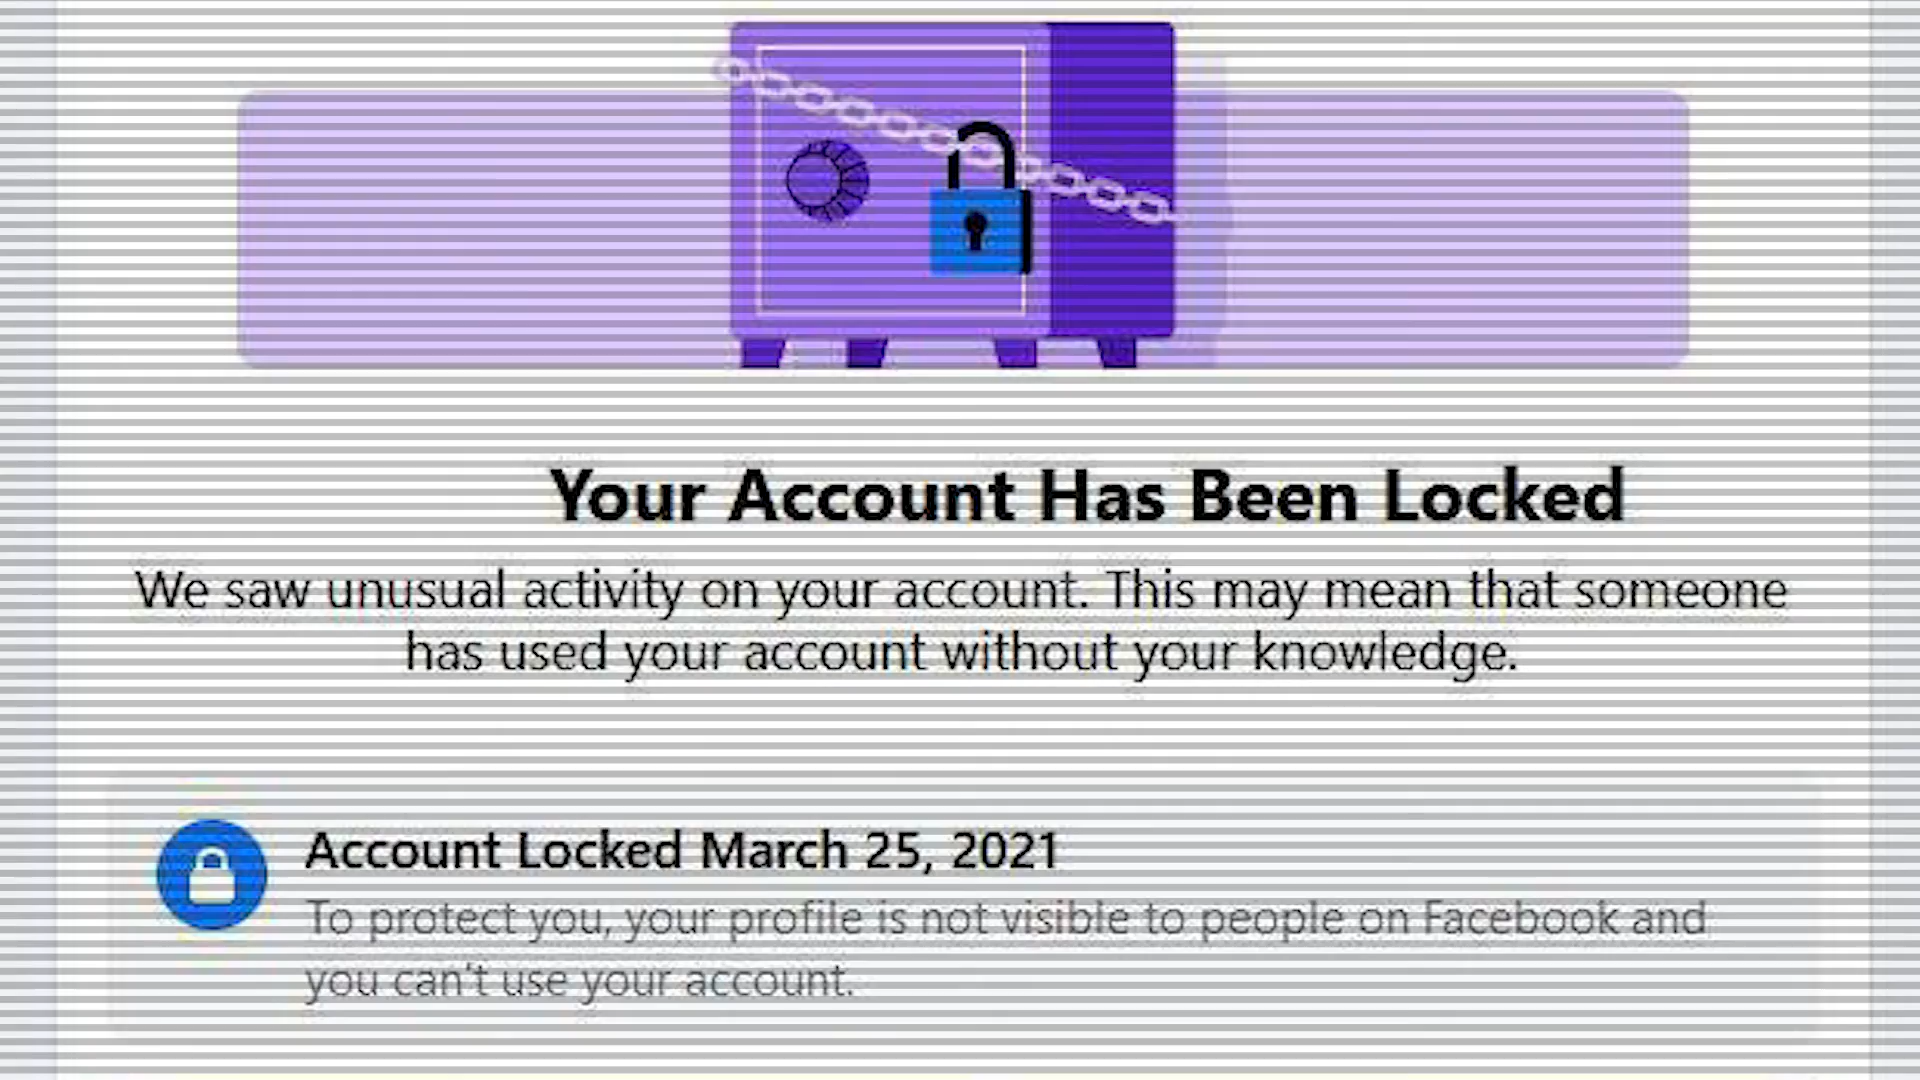 Your Account Has Been Locked
We saw unusual activity on your account. This may mean that someone
has used your account without your knowledge.
Account Locked March 25, 2021
To protect you, your profile is not visible to people on Facebook and
you can't use your account.